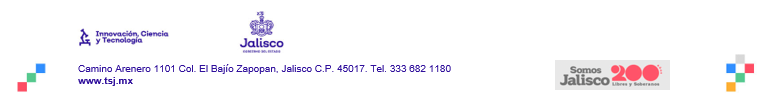 Innovación, Ciencia
y Tecnología
Jalisco
GOBIERNO DEL ESTADO
Camino Arenero 1101 Col. El Bajío Zapopan, Jalisco C.P. 45017. Tel. 333 682 1180
www.tsj.mx
Somos
Jalisco 200
Libres y Soberanos